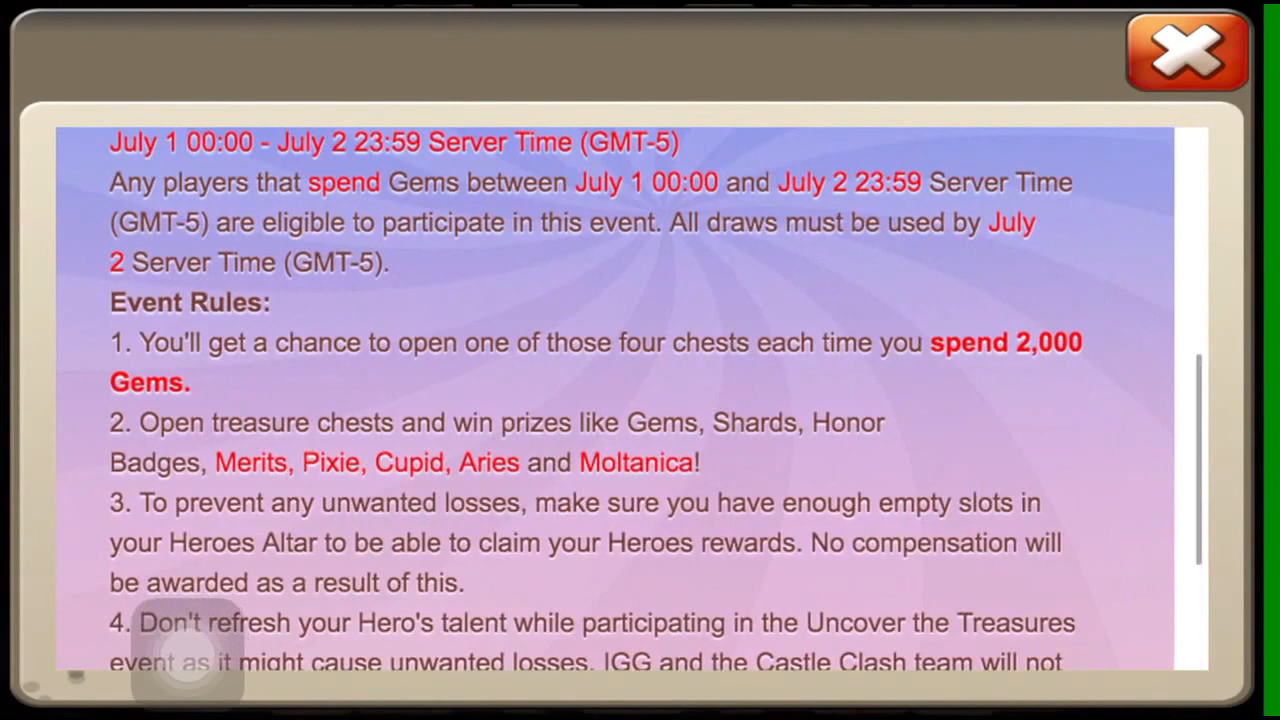 July 1 00:00 - July 2 23:59 Server Time (GMT-5)
Any players that spend Gems between July 1 00:00 and July 2 23:59 Server Time
(GMT-5) are eligible to participate in this event. All draws must be used by July
2 Server Time (GMT-5).
Event Rules:
1. You'll get a chance to open one of those four chests each time you spend 2,000
Gems.
2. Open treasure chests and win prizes like Gems, Shards, Honor
Badges, Merits, Pixie, Cupid, Aries and Moltanica!
3. To prevent any unwanted losses, make sure you have enough empty slots in
your Heroes Altar to be able to claim your Heroes rewards. No compensation will
be awarded as a result of this.
4. Don't refresh your Hero's talent while participating in the Uncover the Treasures
event as it might cause unwanted losses. IGG and the Castle Clash team will not